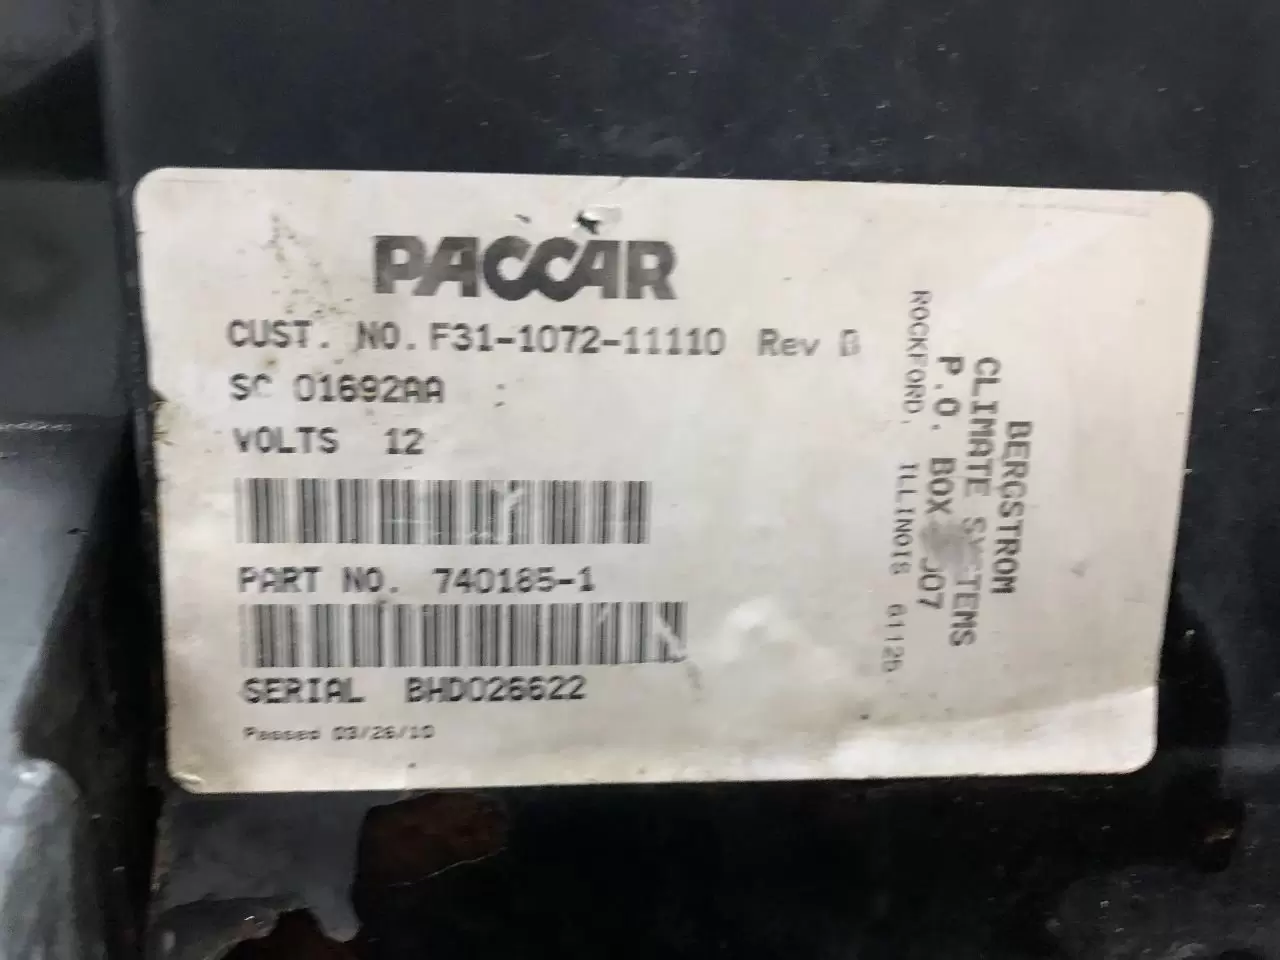 PACCAR
CUST. NO. F31-1072-11110 Rev B
SC 01692AA
VOLTS 12
PART NO. 740185-1
SERIAL BHD026622
Passed 03/26/10
BERGSTROM
CLIMATE SYSTEMS
P.O. BOX
ROCKFORD, ILLINOIS 61125